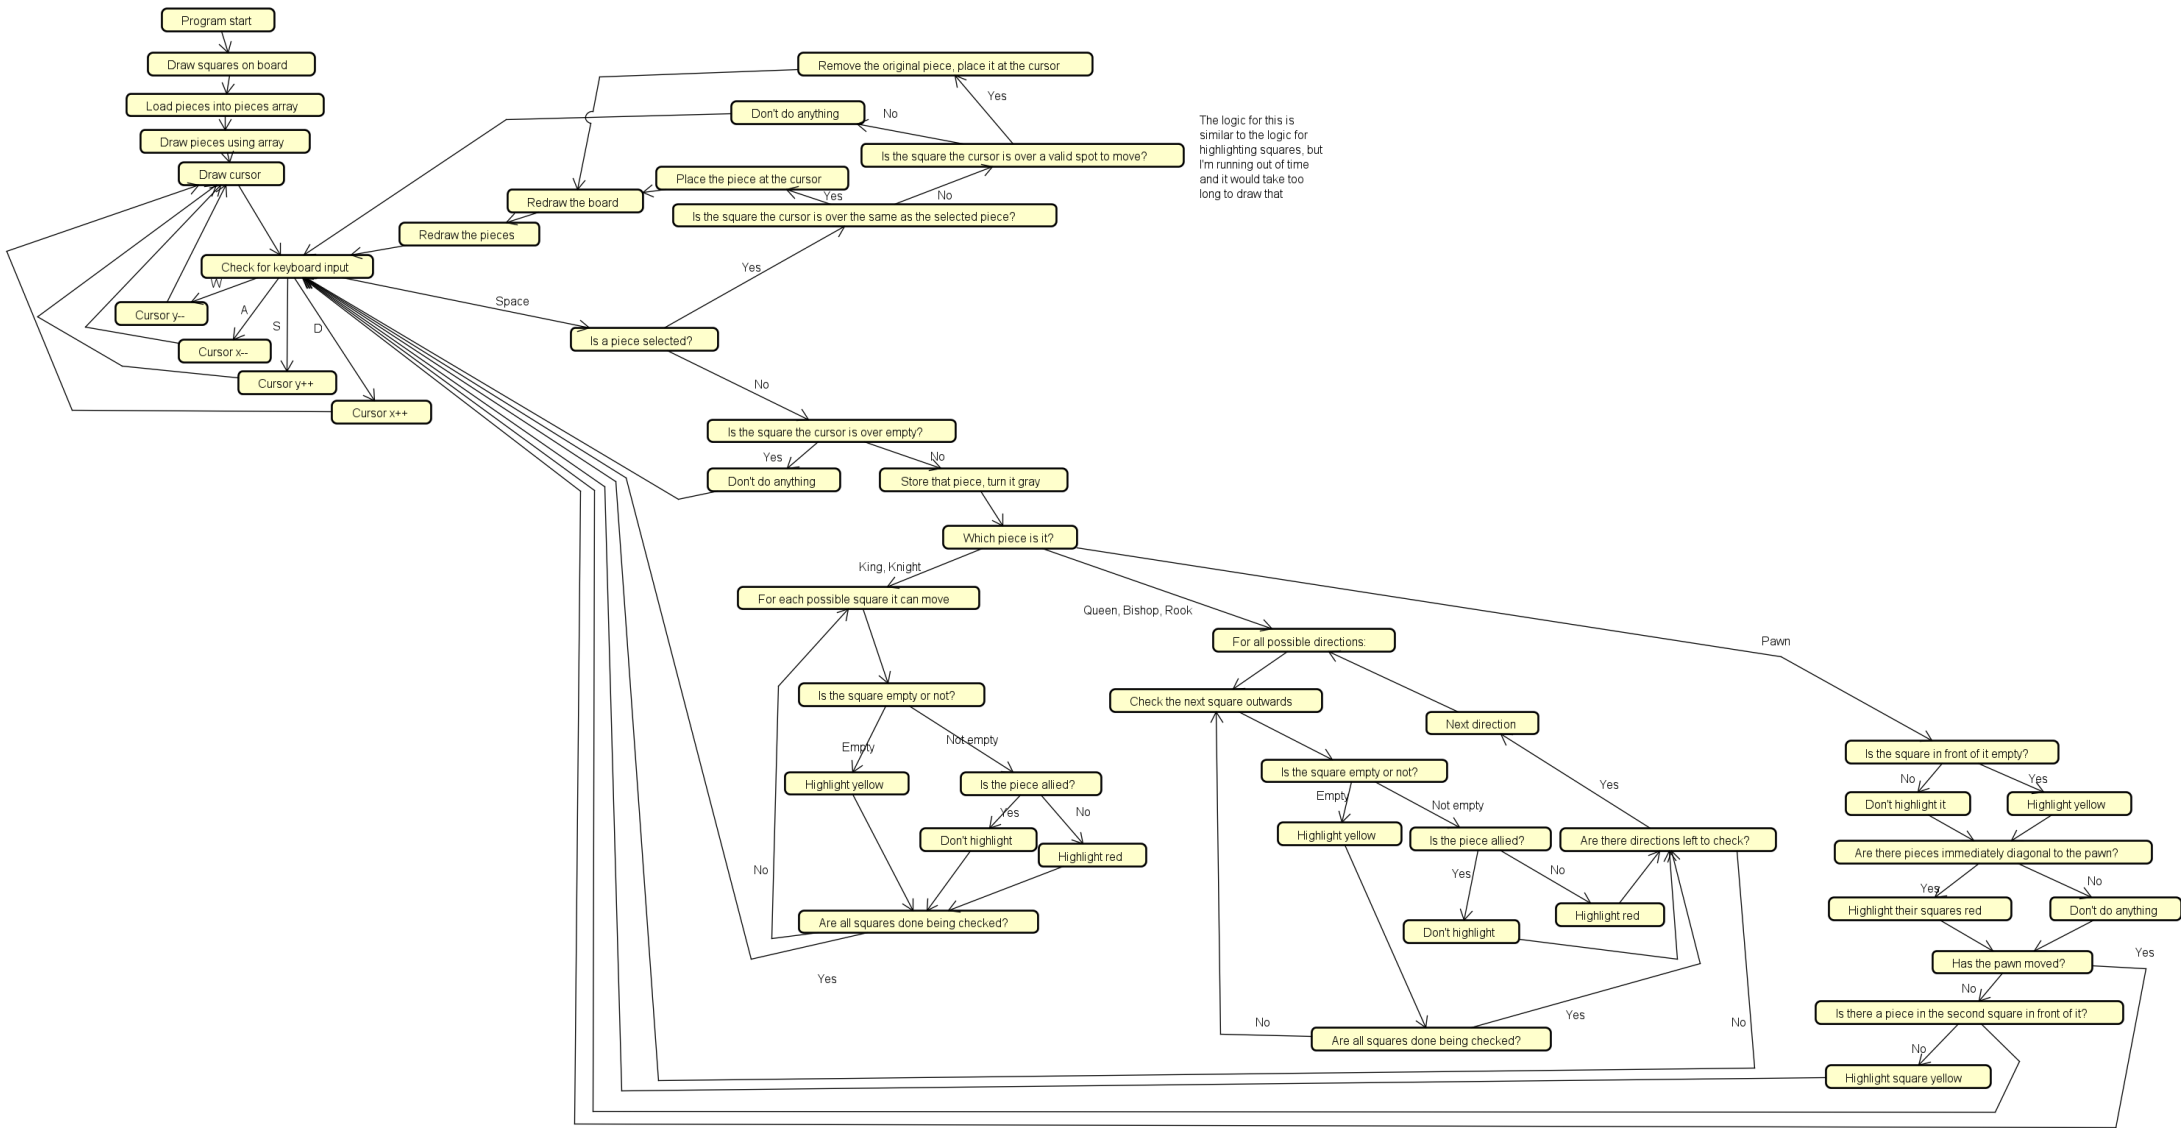 Program start
Draw squares on board
Load pieces into pieces array
Draw pieces using array
Draw cursor
Check for keyboard input
W
A
S
D
Cursor y--
Cursor x--
Cursor y++
Cursor x++
Space
Is a piece selected?
Yes
Is the square the cursor is over the same as the selected piece?
Yes
Place the piece at the cursor
No
Is the square the cursor is over a valid spot to move?
Yes
Remove the original piece, place it at the cursor
No
Don't do anything
Redraw the board
Redraw the pieces
The logic for this is
similar to the logic for
highlighting squares, but
I'm running out of time
and it would take too
long to draw that
No
Is the square the cursor is over empty?
Yes
Don't do anything
No
Store that piece, turn it gray
Which piece is it?
King, Knight
For each possible square it can move
Is the square empty or not?
Empty
Highlight yellow
Not empty
Is the piece allied?
Yes
Don't highlight
No
Highlight red
Are all squares done being checked?
No
Yes
Queen, Bishop, Rook
For all possible directions:
Check the next square outwards
Next direction
Is the square empty or not?
Empty
Highlight yellow
Not empty
Is the piece allied?
Yes
Don't highlight
No
Highlight red
Are there directions left to check?
Yes
No
Are all squares done being checked?
No
Yes
Pawn
Is the square in front of it empty?
No
Don't highlight it
Yes
Highlight yellow
Are there pieces immediately diagonal to the pawn?
Yes
Highlight their squares red
No
Don't do anything
Has the pawn moved?
Yes
No
Is there a piece in the second square in front of it?
No
Highlight square yellow